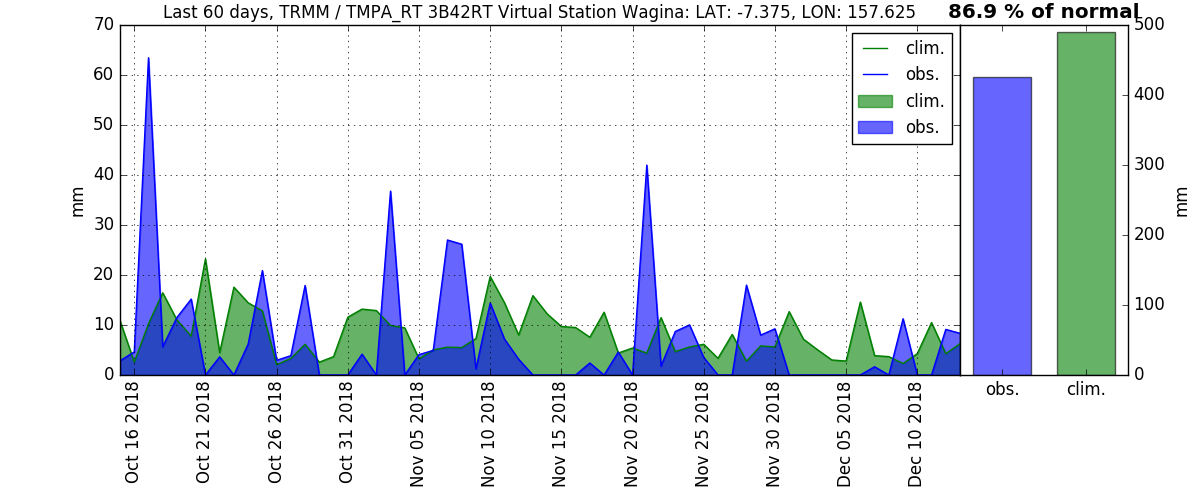 Last 60 days, TRMM / TMPA_RT 3B42RT Virtual Station Wagina: LAT: -7.375, LON: 157.625
86.9 % of normal
70
60
50
40
30
20
10
0
mm
clim.
obs.
clim.
obs.
Oct 16 2018
Oct 21 2018
Oct 26 2018
Oct 31 2018
Nov 05 2018
Nov 10 2018
Nov 15 2018
Nov 20 2018
Nov 25 2018
Nov 30 2018
Dec 05 2018
Dec 10 2018
500
400
300
200
100
0
mm
obs. clim.